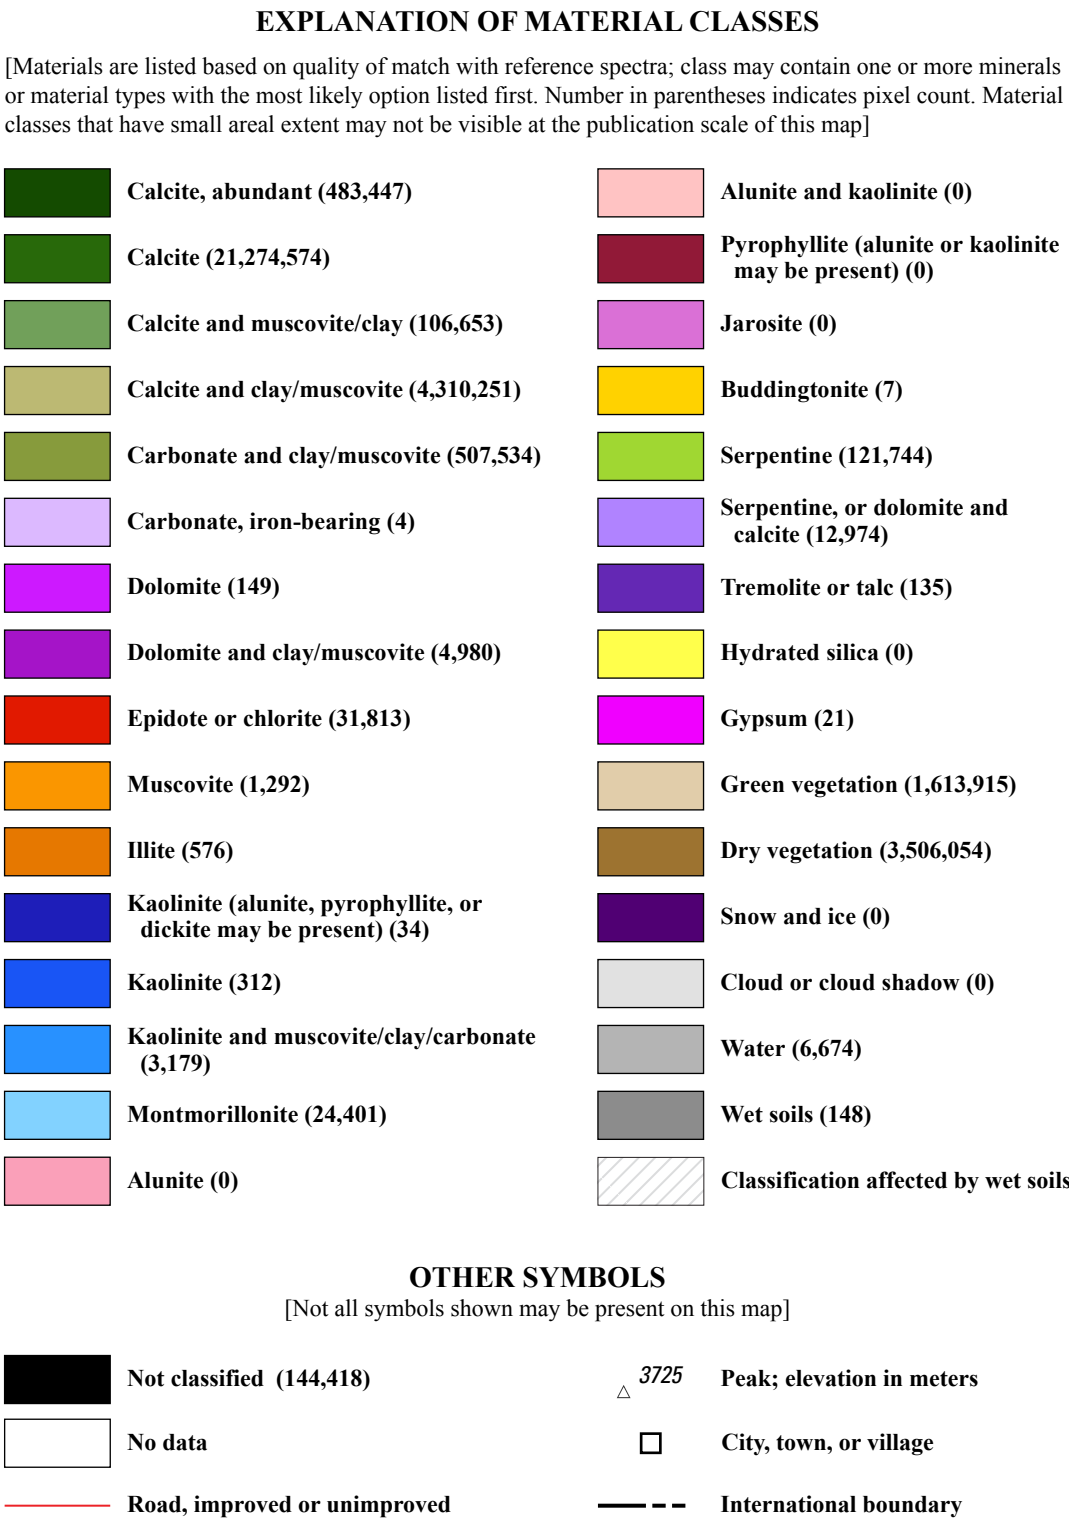 EXPLANATION OF MATERIAL CLASSES
[Materials are listed based on quality of match with reference spectra; class may contain one or more minerals
or material types with the most likely option listed first. Number in parentheses indicates pixel count. Material
classes that have small areal extent may not be visible at the publication scale of this map]
Calcite, abundant (483,447)
Calcite (21,274,574)
Calcite and muscovite/clay (106,653)
Calcite and clay/muscovite (4,310,251)
Carbonate and clay/muscovite (507,534)
Carbonate, iron-bearing (4)
Dolomite (149)
Dolomite and clay/muscovite (4,980)
Epidote or chlorite (31,813)
Muscovite (1,292)
Illite (576)
Kaolinite (alunite, pyrophyllite, or
dickite may be present) (34)
Kaolinite (312)
Kaolinite and muscovite/clay/carbonate
(3,179)
Montmorillonite (24,401)
Alunite (0)
Alunite and kaolinite (0)
Pyrophyllite (alunite or kaolinite
may be present) (0)
Jarosite (0)
Buddingtonite (7)
Serpentine (121,744)
Serpentine, or dolomite and
calcite (12,974)
Tremolite or talc (135)
Hydrated silica (0)
Gypsum (21)
Green vegetation (1,613,915)
Dry vegetation (3,506,054)
Snow and ice (0)
Cloud or cloud shadow (0)
Water (6,674)
Wet soils (148)
Classification affected by wet soils
OTHER SYMBOLS
[Not all symbols shown may be present on this map]
Not classified (144,418)
No data
Road, improved or unimproved
3725 Peak; elevation in meters
City, town, or village
International boundary